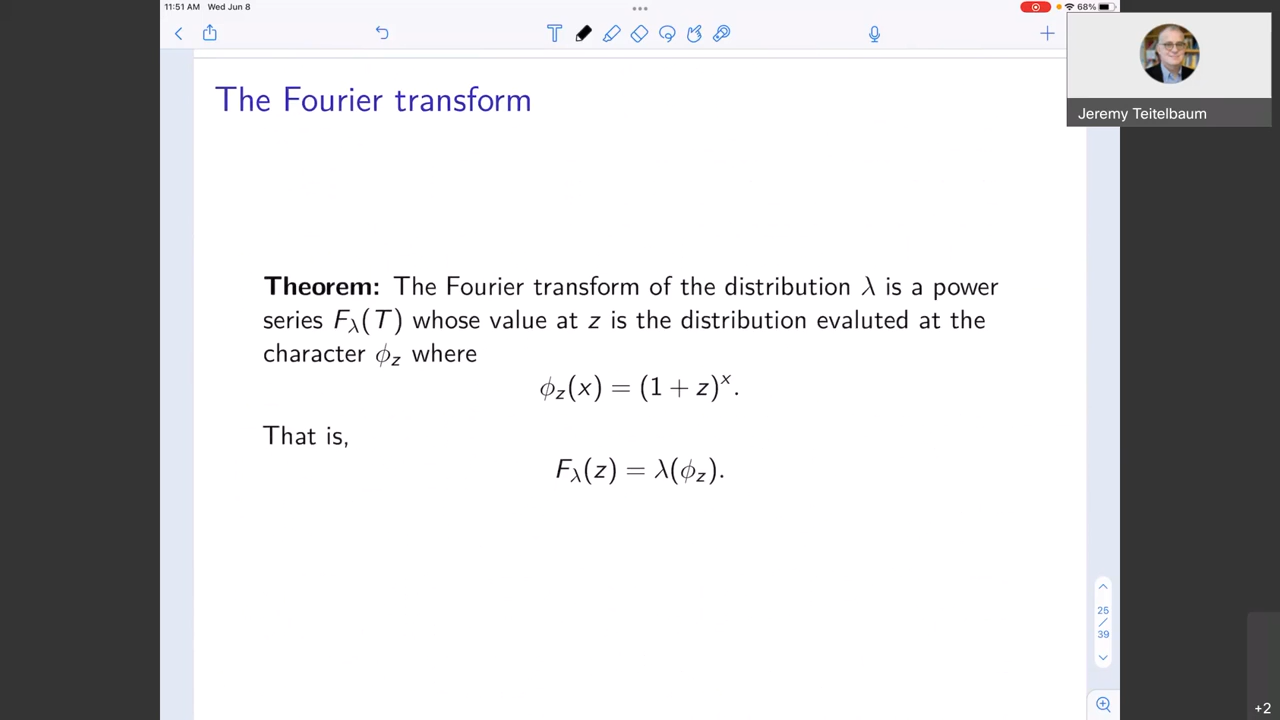 11:51 AM Wed Jun 8
68%
T
The Fourier transform
Jeremy Teitelbaum
Theorem: The Fourier transform of the distribution λ is a power
series F_λ(T) whose value at z is the distribution evaluted at the
character ϕ_z where
ϕ_z(x) = (1 + z)^x.
That is,
F_λ(z) = λ(ϕ_z).
25
/
39
+2